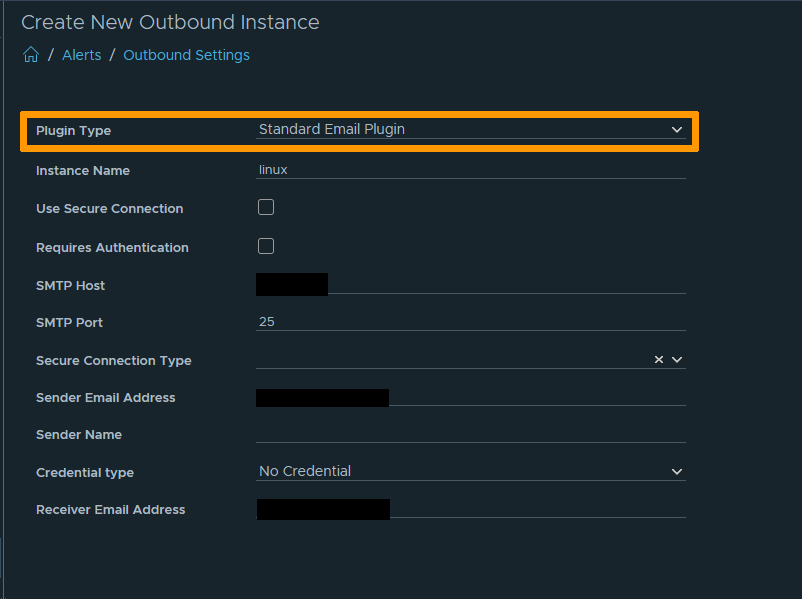 Create New Outbound Instance
/ Alerts / Outbound Settings
Plugin Type Standard Email Plugin
Instance Name linux
Use Secure Connection
Requires Authentication
SMTP Host
SMTP Port 25
Secure Connection Type
Sender Email Address
Sender Name
Credential type No Credential
Receiver Email Address